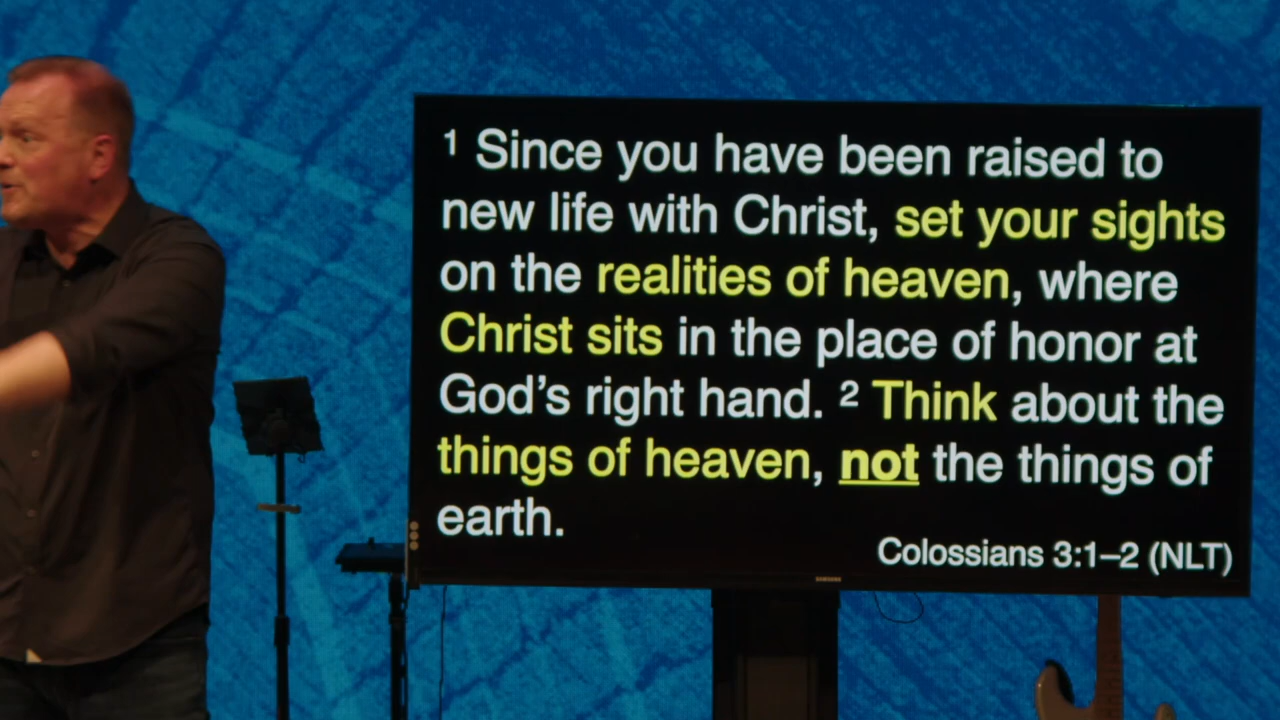 ¹ Since you have been raised to
new life with Christ, set your sights
on the realities of heaven, where
Christ sits in the place of honor at
God’s right hand. ² Think about the
things of heaven, not the things of
earth.
Colossians 3:1–2 (NLT)
SAMSUNG